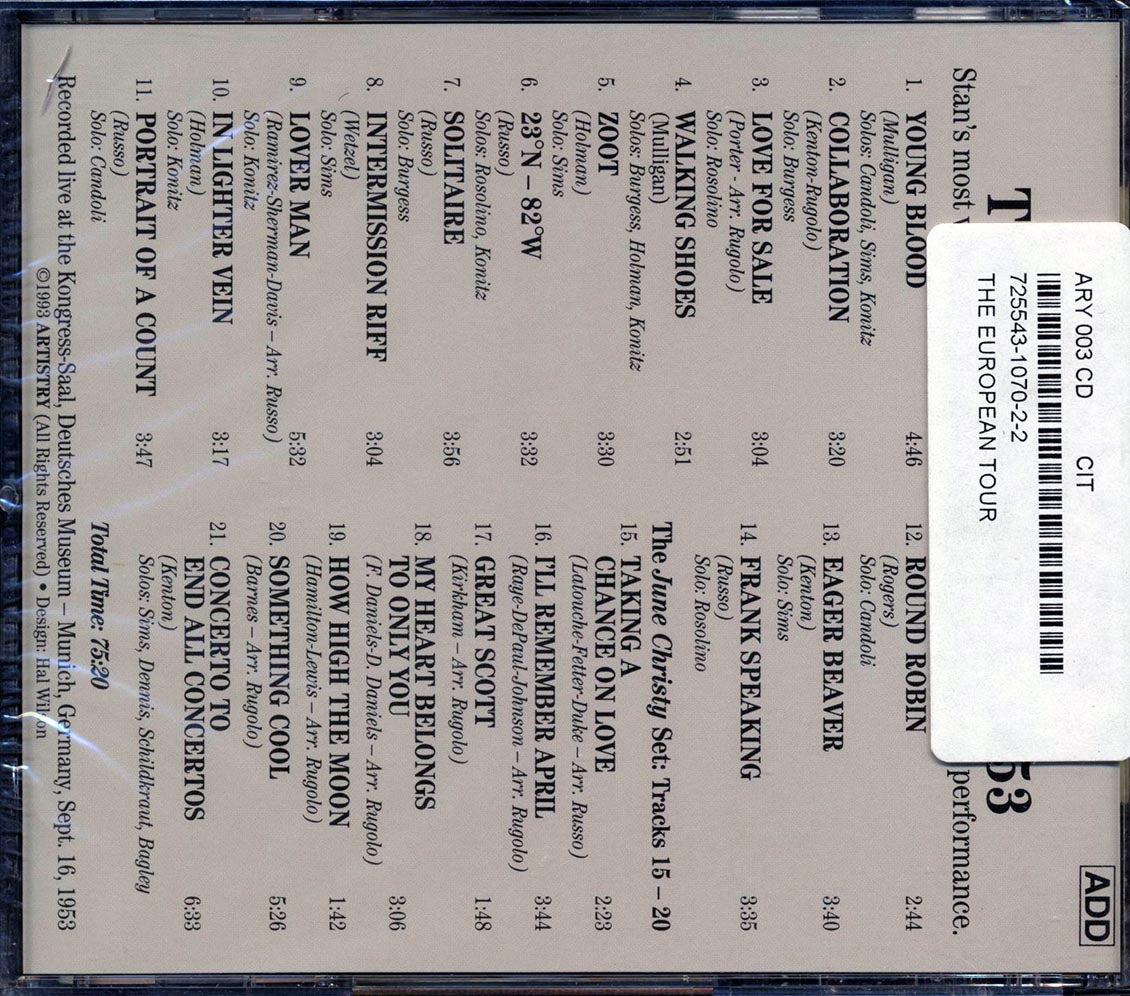 ADD
ARY 003 CD CIT
725543-1070-2-2
THE EUROPEAN TOUR
53
Stan's most
performance.
1. YOUNG BLOOD 4:46
(Mulligan)
Solos: Candoli, Sims, Konitz
2. COLLABORATION 3:20
(Kenton-Rugolo)
Solo: Burgess
3. LOVE FOR SALE 3:04
(Porter - Arr. Rugolo)
Solo: Rosolino
4. WALKING SHOES 2:51
(Mulligan)
Solos: Burgess, Holman, Konitz
5. ZOOT 3:30
(Holman)
Solo: Sims
6. 23°N – 82°W 3:32
(Russo)
Solos: Rosolino, Konitz
7. SOLITAIRE 3:56
(Russo)
Solo: Burgess
8. INTERMISSION RIFF 3:04
(Wetzel)
Solo: Sims
9. LOVER MAN 5:32
(Ramirez-Sherman-Davis – Arr. Russo)
Solo: Konitz
10. IN LIGHTER VEIN 3:17
(Holman)
Solo: Konitz
11. PORTRAIT OF A COUNT 3:47
(Russo)
Solo: Candoli
12. ROUND ROBIN 2:44
(Rogers)
Solo: Candoli
13. EAGER BEAVER 3:40
(Kenton)
Solo: Sims
14. FRANK SPEAKING 3:35
(Russo)
Solo: Rosolino
The June Christy Set: Tracks 15 – 20
15. TAKING A
CHANCE ON LOVE 2:23
(Latouche-Fetter-Duke – Arr. Russo)
16. I'LL REMEMBER APRIL 3:44
(Raye-DePaul-Johnson – Arr. Rugolo)
17. GREAT SCOTT 1:48
(Kirkham – Arr. Rugolo)
18. MY HEART BELONGS
TO ONLY YOU 3:06
(F. Daniels-D. Daniels – Arr. Rugolo)
19. HOW HIGH THE MOON 1:42
(Hamilton-Lewis – Arr. Rugolo)
20. SOMETHING COOL 5:26
(Barnes – Arr. Rugolo)
21. CONCERTO TO
END ALL CONCERTOS 6:33
(Kenton)
Solos: Sims, Dennis, Schildkraut, Bagley
Total Time: 75:20
Recorded live at the Kongress-Saal, Deutsches Museum – Munich, Germany, Sept. 16, 1953
©1993 ARTISTRY (All Rights Reserved) • Design: Hal Wilson